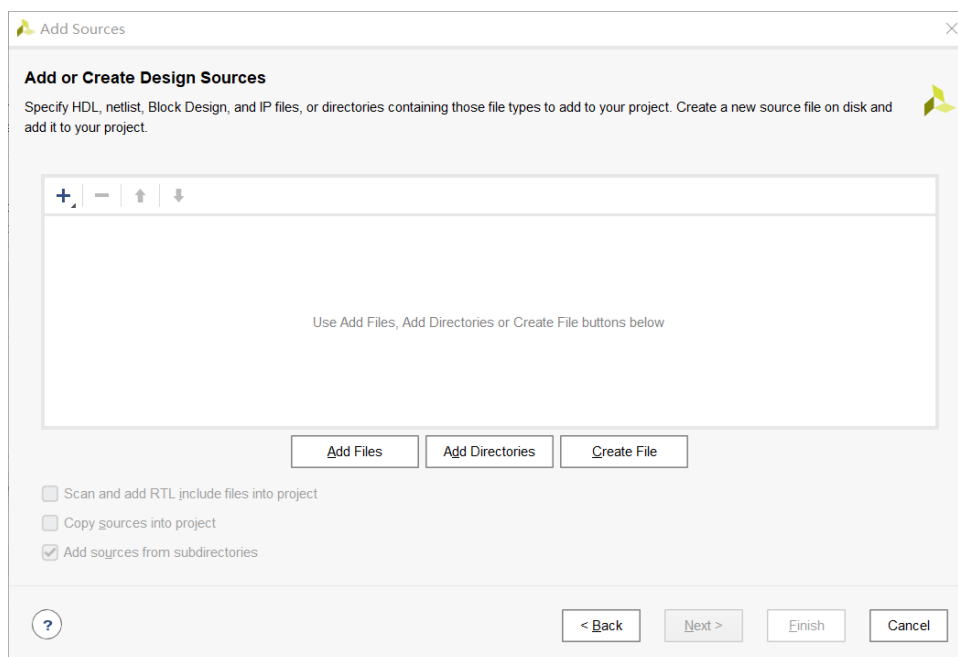 Add Sources
Add or Create Design Sources
Specify HDL, netlist, Block Design, and IP files, or directories containing those file types to add to your project. Create a new source file on disk and
add it to your project.
Use Add Files, Add Directories or Create File buttons below
Add Files
Add Directories
Create File
Scan and add RTL include files into project
Copy sources into project
Add sources from subdirectories
?
< Back
Next >
Finish
Cancel